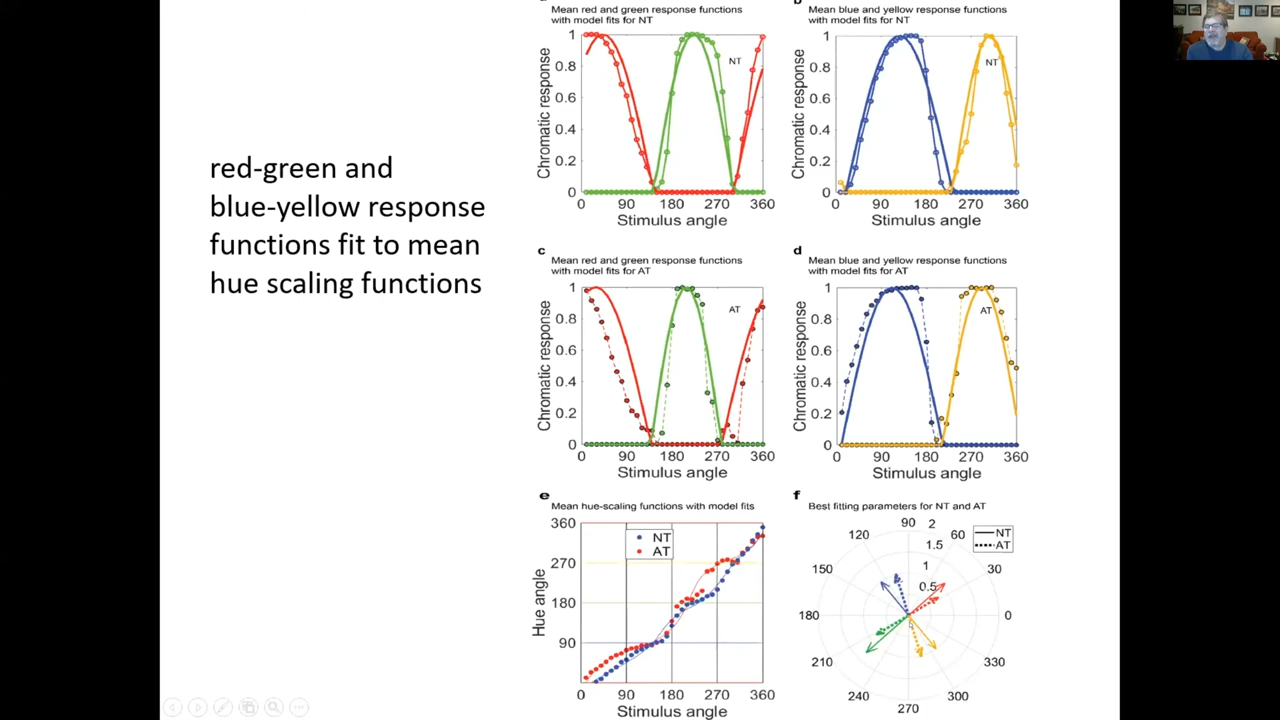 red-green and
blue-yellow response
functions fit to mean
hue scaling functions
Mean red and green response functions
with model fits for NT
1
0.8
0.6
0.4
0.2
0
Chromatic response
NT
0 90 180 270 360
Stimulus angle
b
Mean blue and yellow response functions
with model fits for NT
1
0.8
0.6
0.4
0.2
0
Chromatic response
NT
0 90 180 270 360
Stimulus angle
c
Mean red and green response functions
with model fits for AT
1
0.8
0.6
0.4
0.2
0
Chromatic response
AT
0 90 180 270 360
Stimulus angle
d
Mean blue and yellow response functions
with model fits for AT
1
0.8
0.6
0.4
0.2
0
Chromatic response
AT
0 90 180 270 360
Stimulus angle
e
Mean hue-scaling functions with model fits
360
270
180
90
Hue angle
NT
AT
0 90 180 270 360
Stimulus angle
f
Best fitting parameters for NT and AT
90 2
120 1.5 60
NT
AT
150 1 30
0.5
180 0
210 330
240 300
270